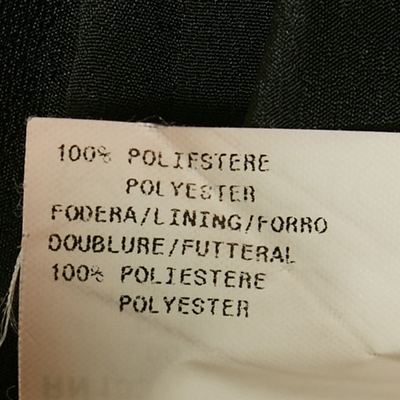 100% POLIESTERE
POLYESTER
FODERA/LINING/FORRO
DOUBLURE/FUTTERAL
100% POLIESTERE
POLYESTER